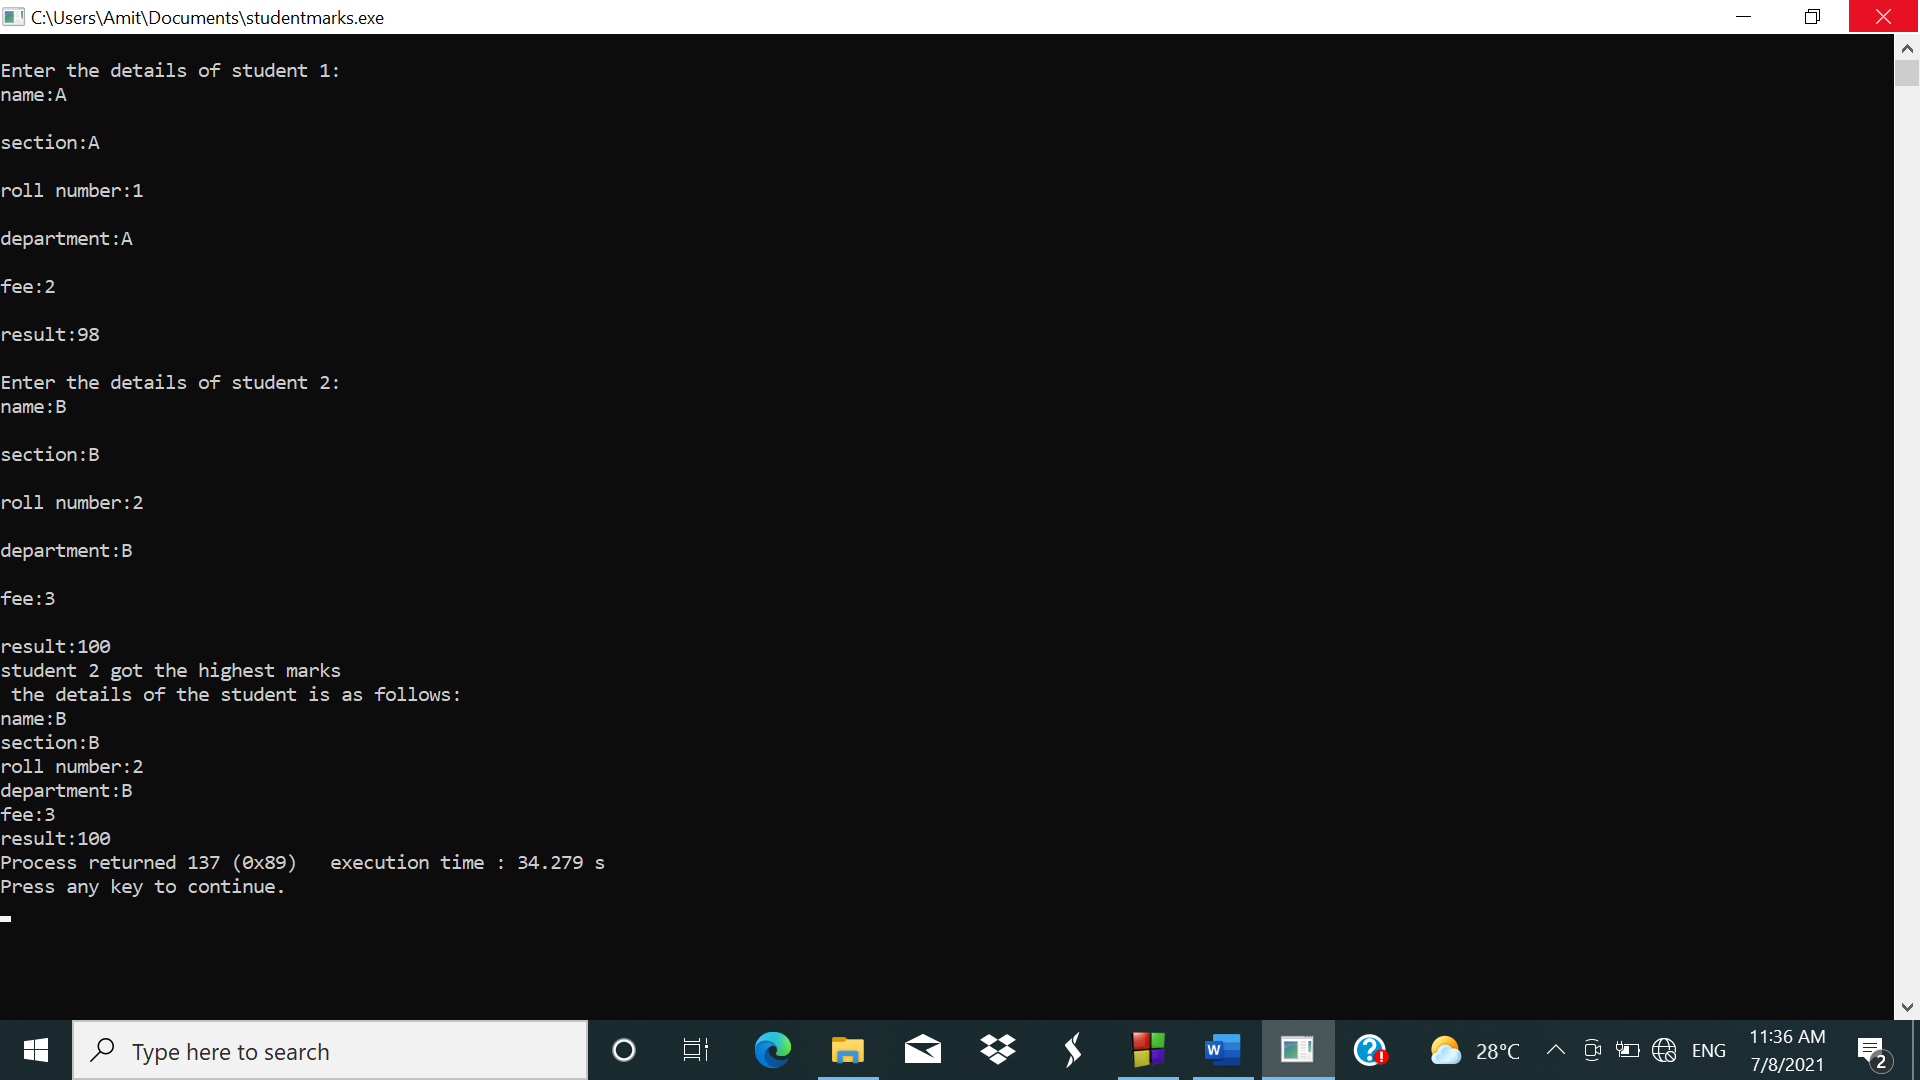 C:\Users\Amit\Documents\studentmarks.exe
Enter the details of student 1:
name:A
section:A
roll number:1
department:A
fee:2
result:98
Enter the details of student 2:
name:B
section:B
roll number:2
department:B
fee:3
result:100
student 2 got the highest marks
 the details of the student is as follows:
name:B
section:B
roll number:2
department:B
fee:3
result:100
Process returned 137 (0x89)   execution time : 34.279 s
Press any key to continue.
Type here to search
W
28°C
ENG
11:36 AM
7/8/2021
2